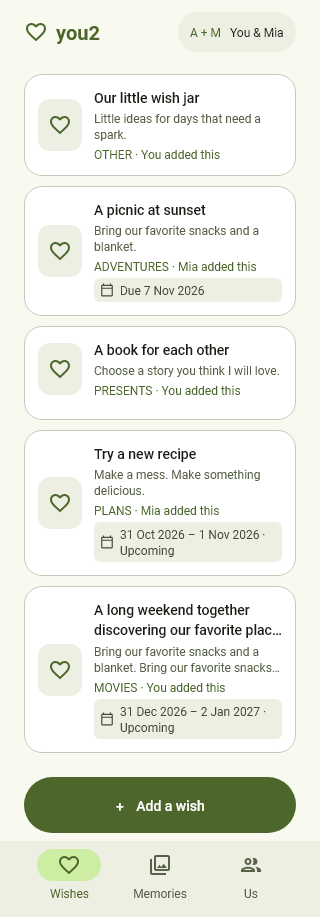 you2
A + M You & Mia
Our little wish jar
Little ideas for days that need a
spark.
OTHER · You added this
A picnic at sunset
Bring our favorite snacks and a
blanket.
ADVENTURES · Mia added this
Due 7 Nov 2026
A book for each other
Choose a story you think I will love.
PRESENTS · You added this
Try a new recipe
Make a mess. Make something
delicious.
PLANS · Mia added this
31 Oct 2026 – 1 Nov 2026 ·
Upcoming
A long weekend together
discovering our favorite plac…
Bring our favorite snacks and a
blanket. Bring our favorite snacks…
MOVIES · You added this
31 Dec 2026 – 2 Jan 2027 ·
Upcoming
+ Add a wish
Wishes Memories Us